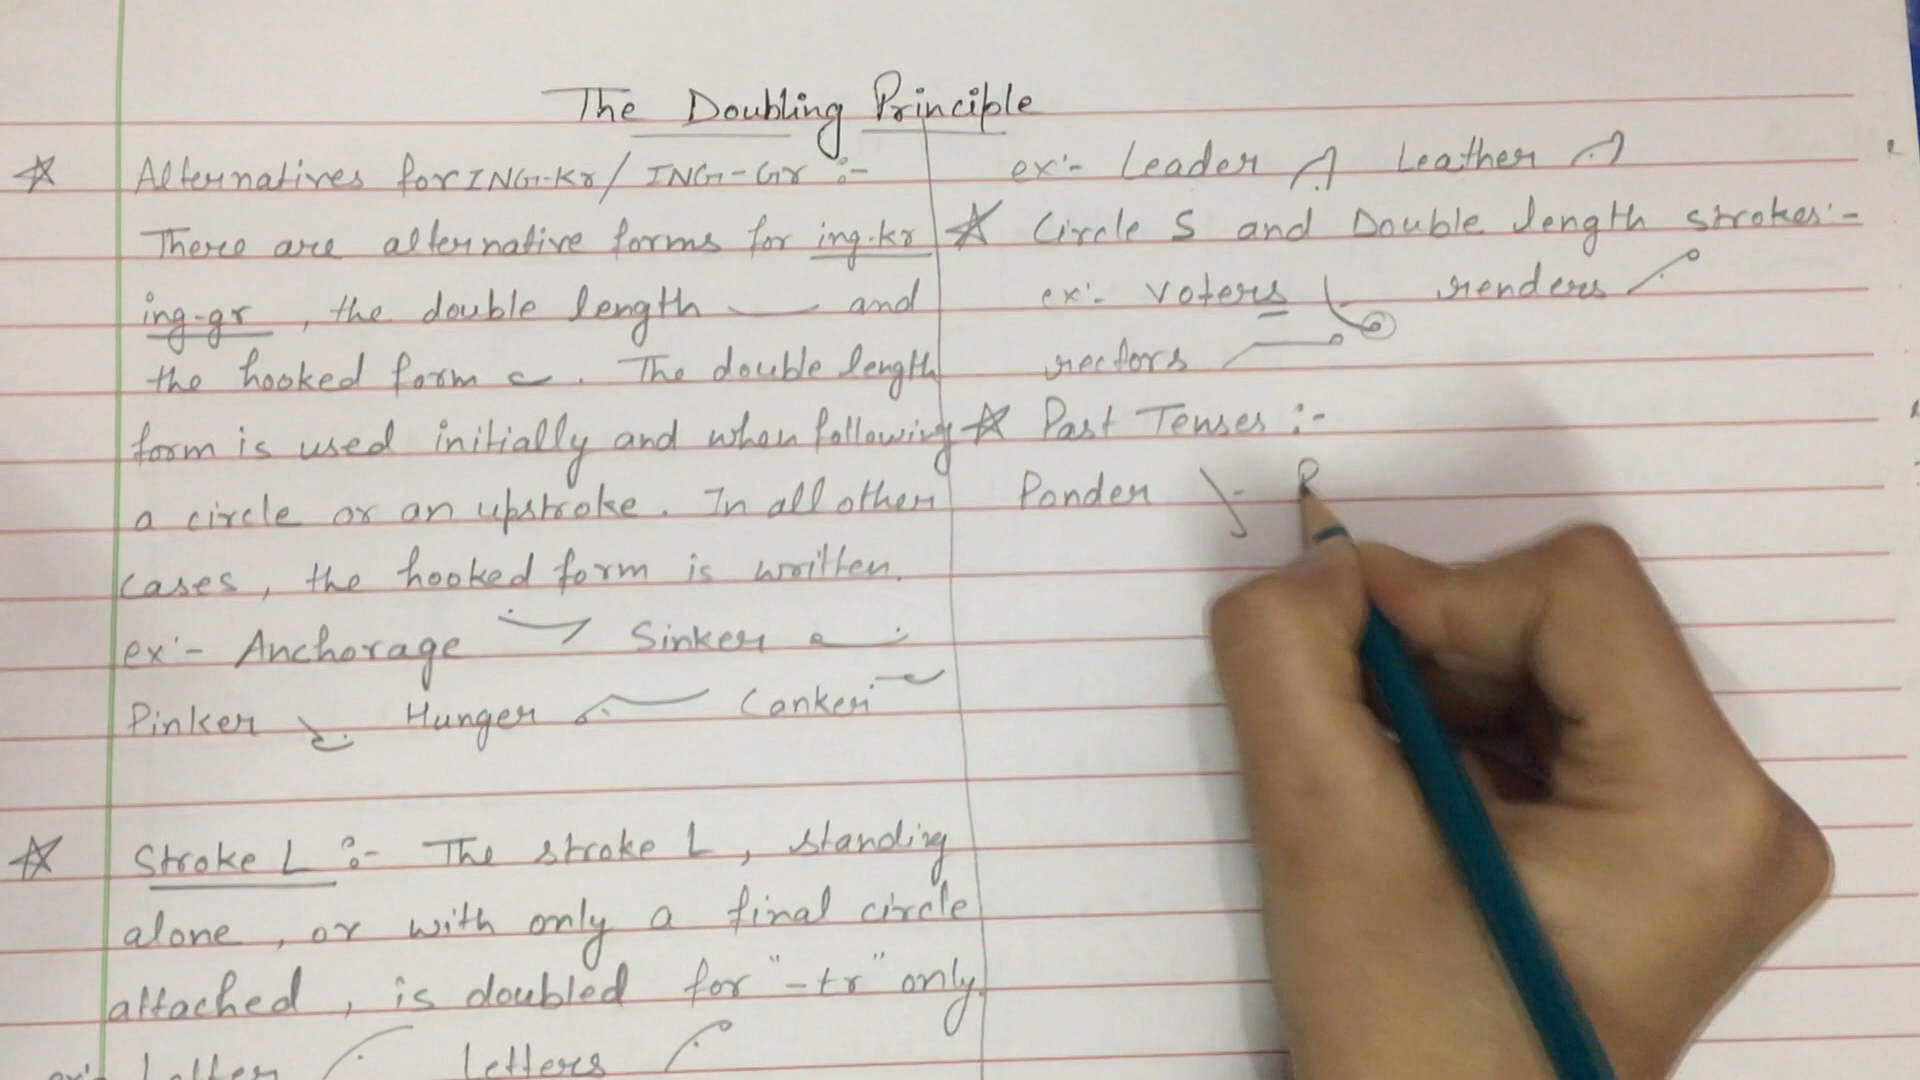 The Doubling Principle
☆ Alternatives for ING-Kr / ING-Gr :-
There are alternative forms for ing-kr
ing-gr, the double length and
the hooked form. The double length
form is used initially and when following
a circle or an upstroke. In all other
cases, the hooked form is written.
ex:- Anchorage Sinker
Pinker Hunger Canker
☆ Stroke L :- The stroke L, standing
alone, or with only a final circle
attached, is doubled for "-tr" only.
ex:- Letter Letters
ex:- Leader Leather
☆ Circle S and Double length strokes:-
ex:- Voters renders
rectors
☆ Past Tenses :-
Ponder P